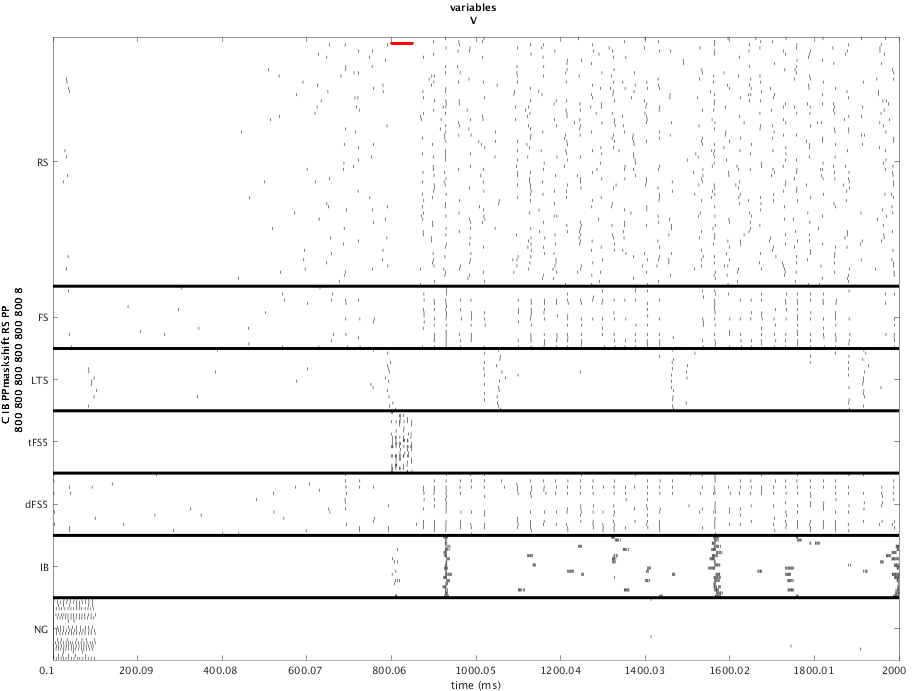 variables
V
C IB PPmaskshift RS PP
800 800 800 800 800 8
RS
FS
LTS
tFS5
dFS5
IB
NG
0.1 200.09 400.08 600.07 800.06 1000.05 1200.04 1400.03 1600.02 1800.01 2000
time (ms)